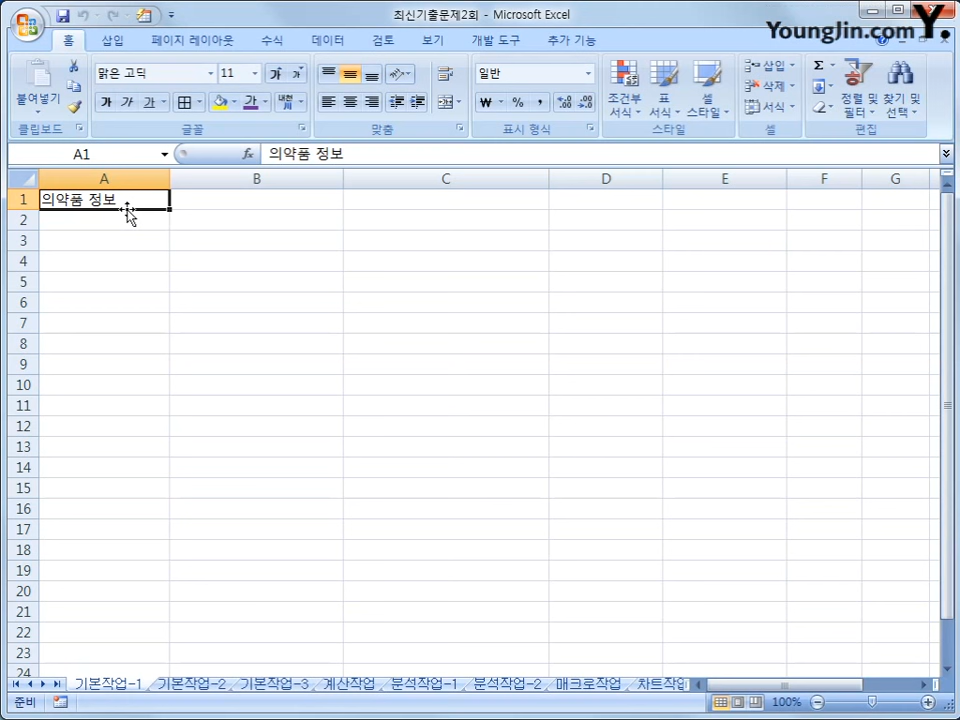 최신기출문제2회 - Microsoft Excel
YoungJin.com Y.
홈 삽입 페이지 레이아웃 수식 데이터 검토 보기 개발 도구 추가 기능
붙여넣기
맑은 고딕 11
가 가 가 가 가
일반
% ,
조건부 서식
표 서식
셀 스타일
삽입
삭제
서식
Σ
정렬 및 필터
찾기 및 선택
클립보드 글꼴 맞춤 표시 형식 스타일 셀 편집
A1 fx 의약품 정보
A B C D E F G
1 의약품 정보
2
3
4
5
6
7
8
9
10
11
12
13
14
15
16
17
18
19
20
21
22
23
24
기본작업-1 기본작업-2 기본작업-3 계산작업 분석작업-1 분석작업-2 매크로작업 차트작업
준비 100%